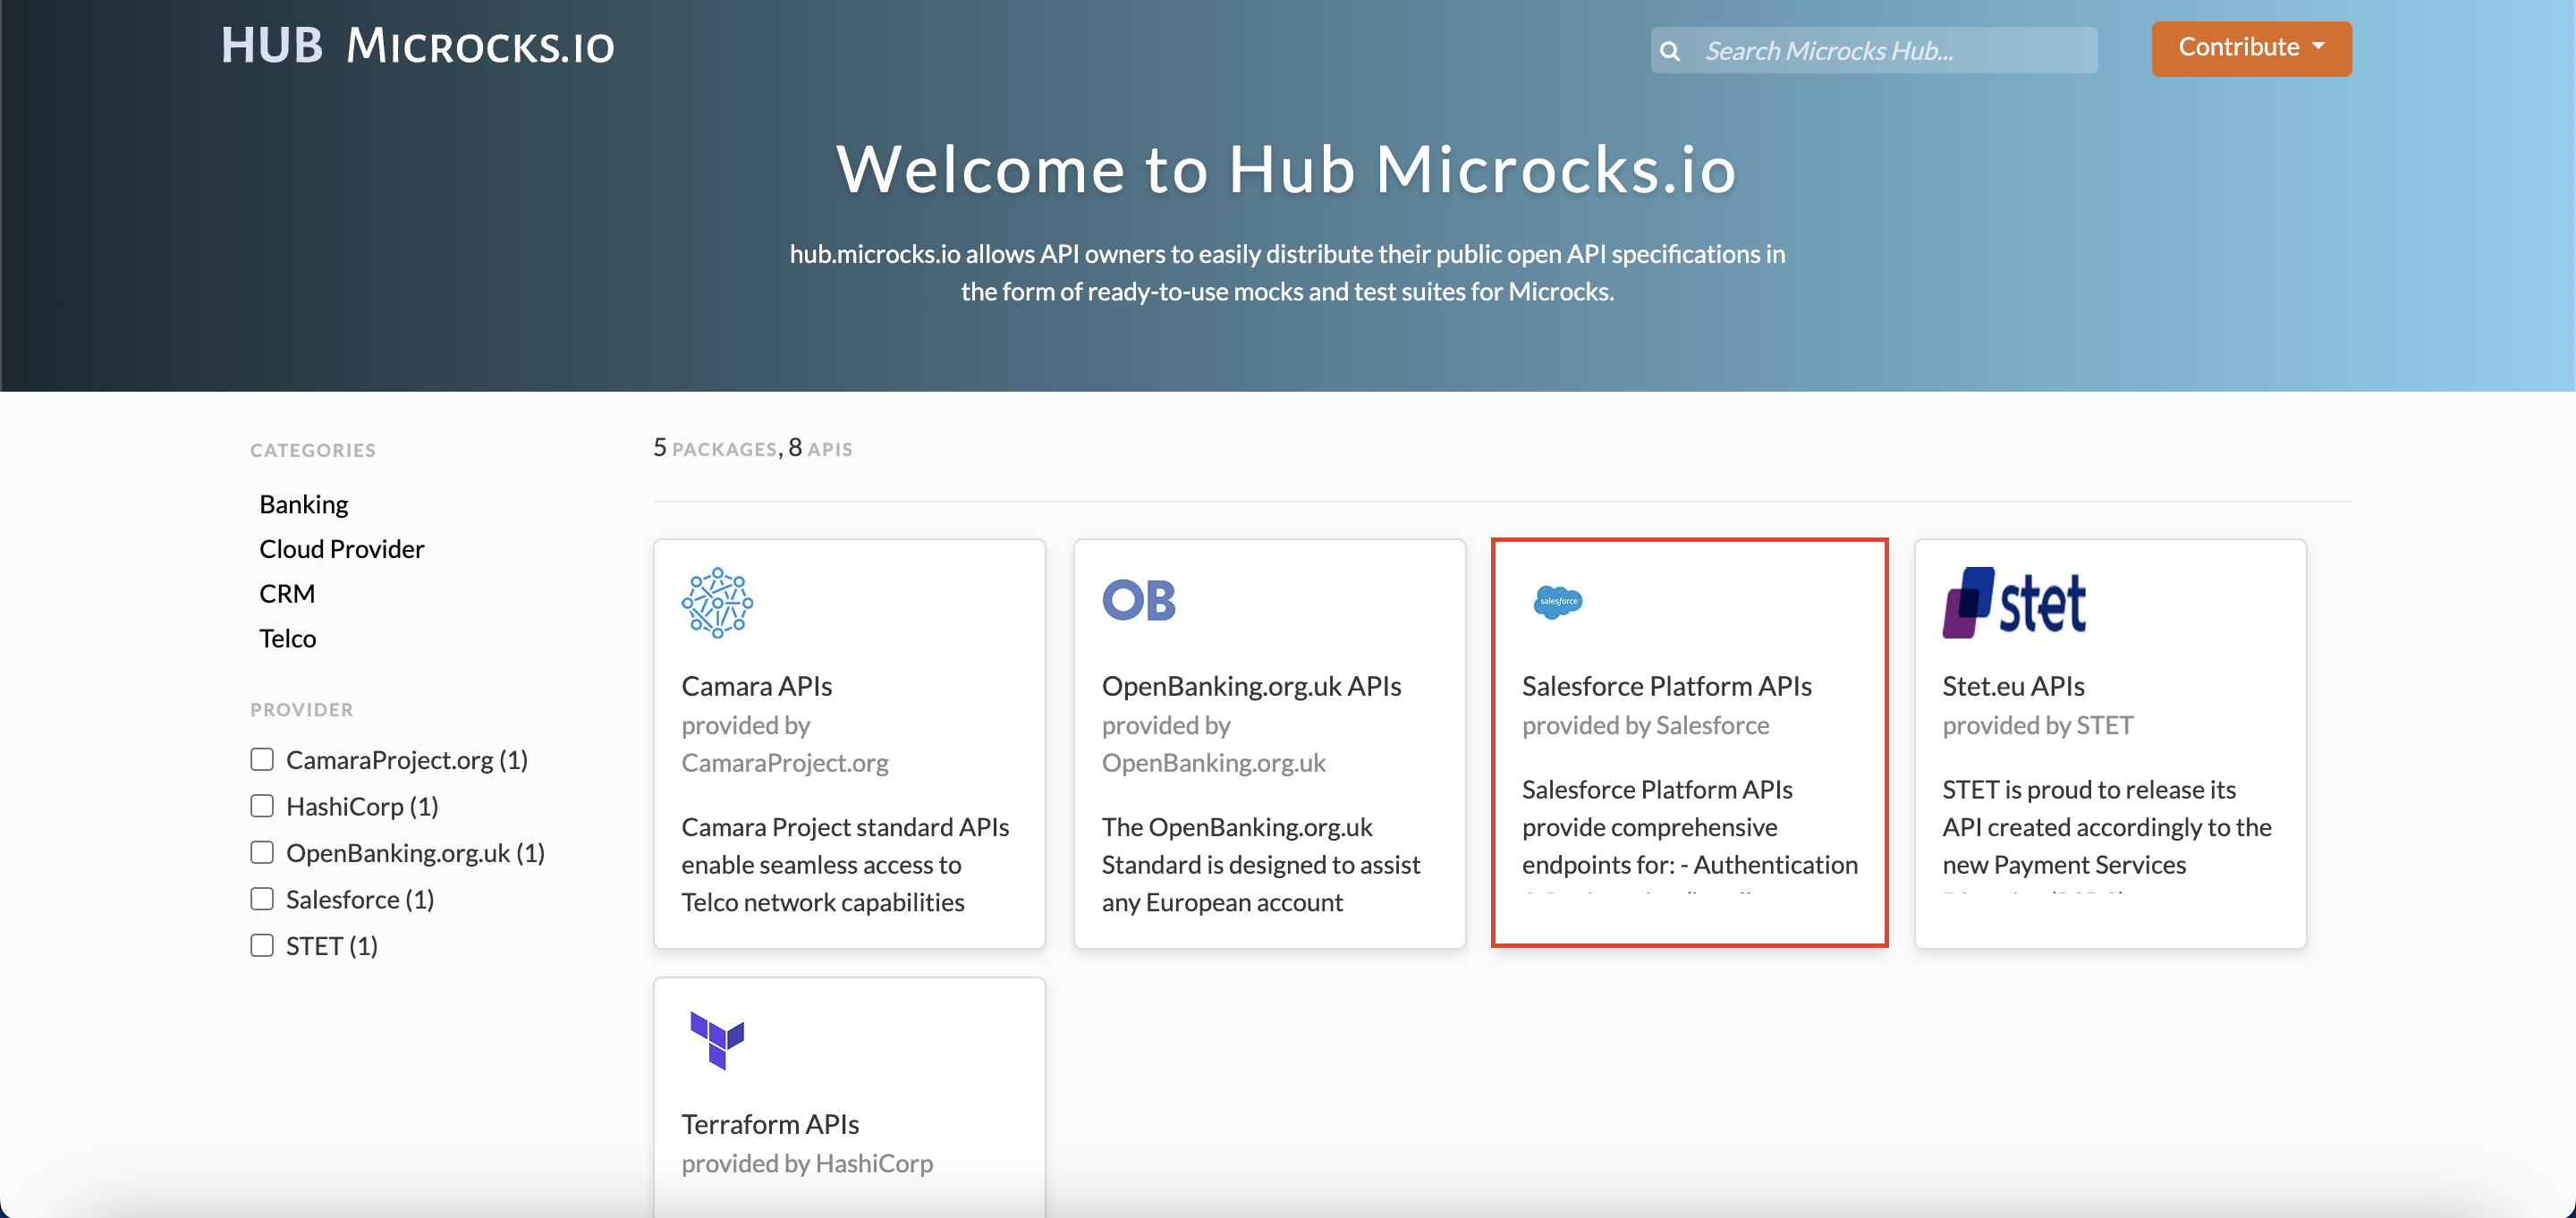 HUB MICROCKS.IO
Search Microcks Hub...
Contribute
Welcome to Hub Microcks.io
hub.microcks.io allows API owners to easily distribute their public open API specifications in
the form of ready-to-use mocks and test suites for Microcks.
CATEGORIES
Banking
Cloud Provider
CRM
Telco
PROVIDER
CamaraProject.org (1)
HashiCorp (1)
OpenBanking.org.uk (1)
Salesforce (1)
STET (1)
5 PACKAGES, 8 APIS
Camara APIs
provided by
CamaraProject.org
Camara Project standard APIs
enable seamless access to
Telco network capabilities
OB
OpenBanking.org.uk APIs
provided by
OpenBanking.org.uk
The OpenBanking.org.uk
Standard is designed to assist
any European account
salesforce
Salesforce Platform APIs
provided by Salesforce
Salesforce Platform APIs
provide comprehensive
endpoints for: - Authentication
stet
Stet.eu APIs
provided by STET
STET is proud to release its
API created accordingly to the
new Payment Services
Terraform APIs
provided by HashiCorp